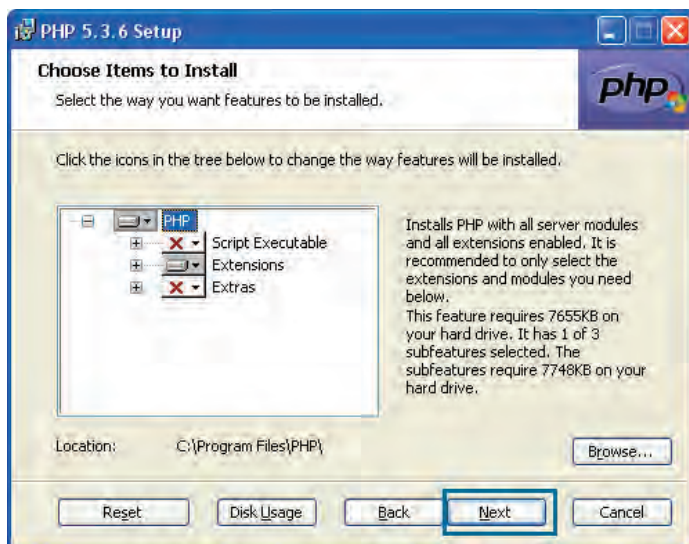 PHP 5.3.6 Setup
Choose Items to Install
Select the way you want features to be installed.
php
Click the icons in the tree below to change the way features will be installed.
PHP
Script Executable
Extensions
Extras
Installs PHP with all server modules
and all extensions enabled. It is
recommended to only select the
extensions and modules you need
below.
This feature requires 7655KB on
your hard drive. It has 1 of 3
subfeatures selected. The
subfeatures require 7748KB on your
hard drive.
Location: C:\Program Files\PHP\
Browse...
Reset Disk Usage Back Next Cancel